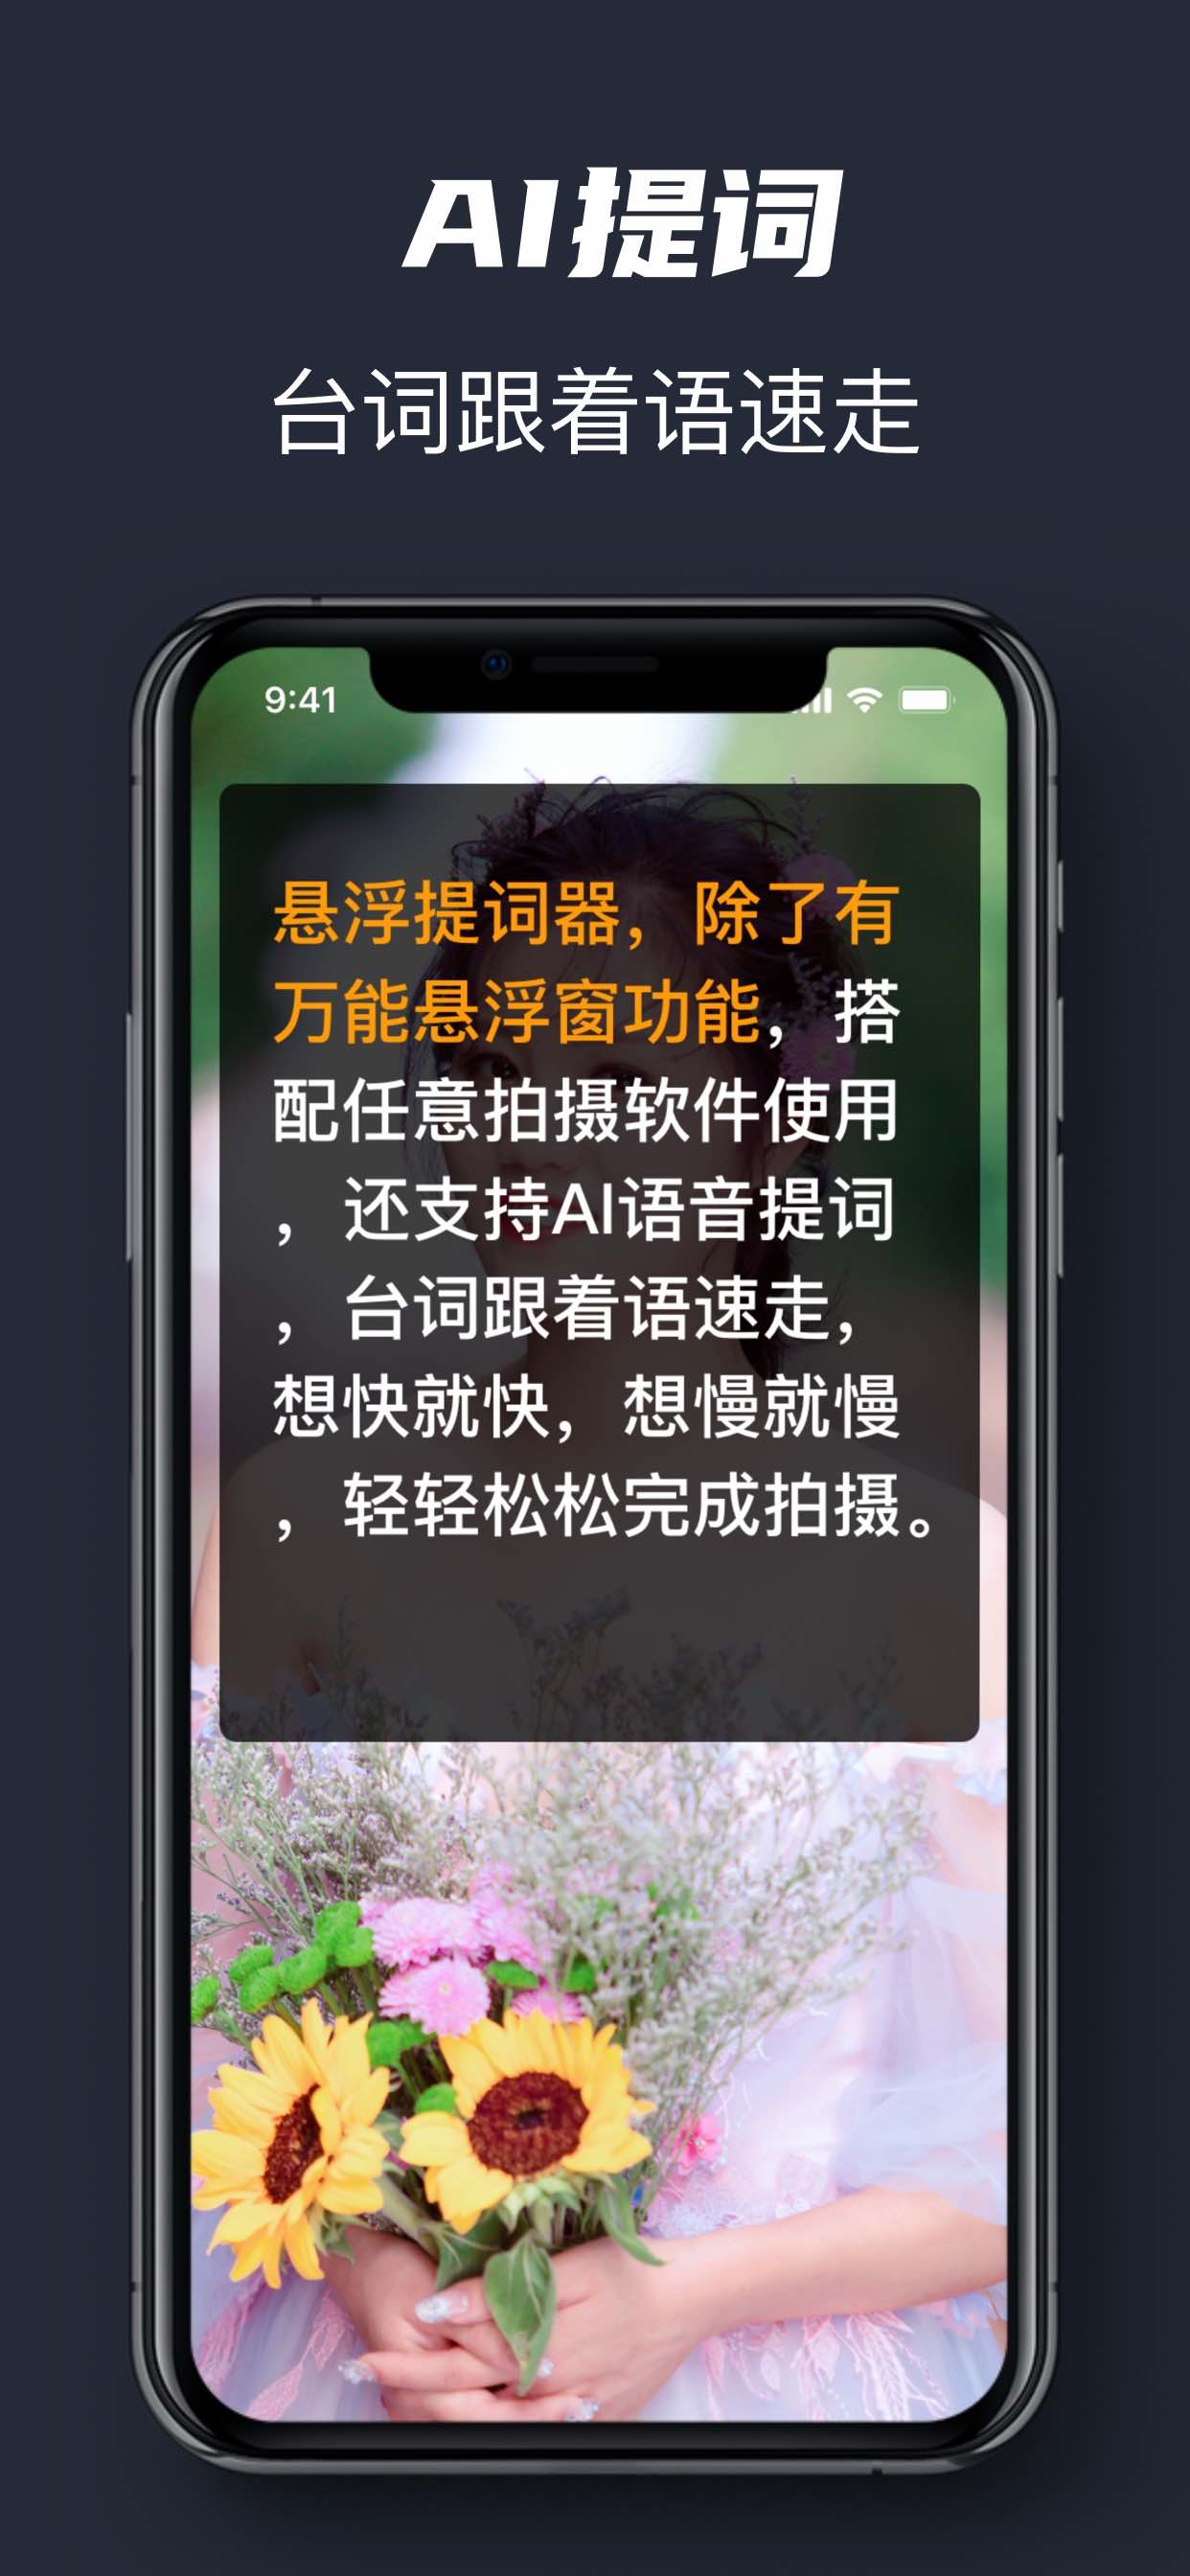 AI提词
台词跟着语速走
9:41
悬浮提词器，除了有
万能悬浮窗功能，搭
配任意拍摄软件使用
，还支持AI语音提词
，台词跟着语速走，
想快就快，想慢就慢
，轻轻松松完成拍摄。